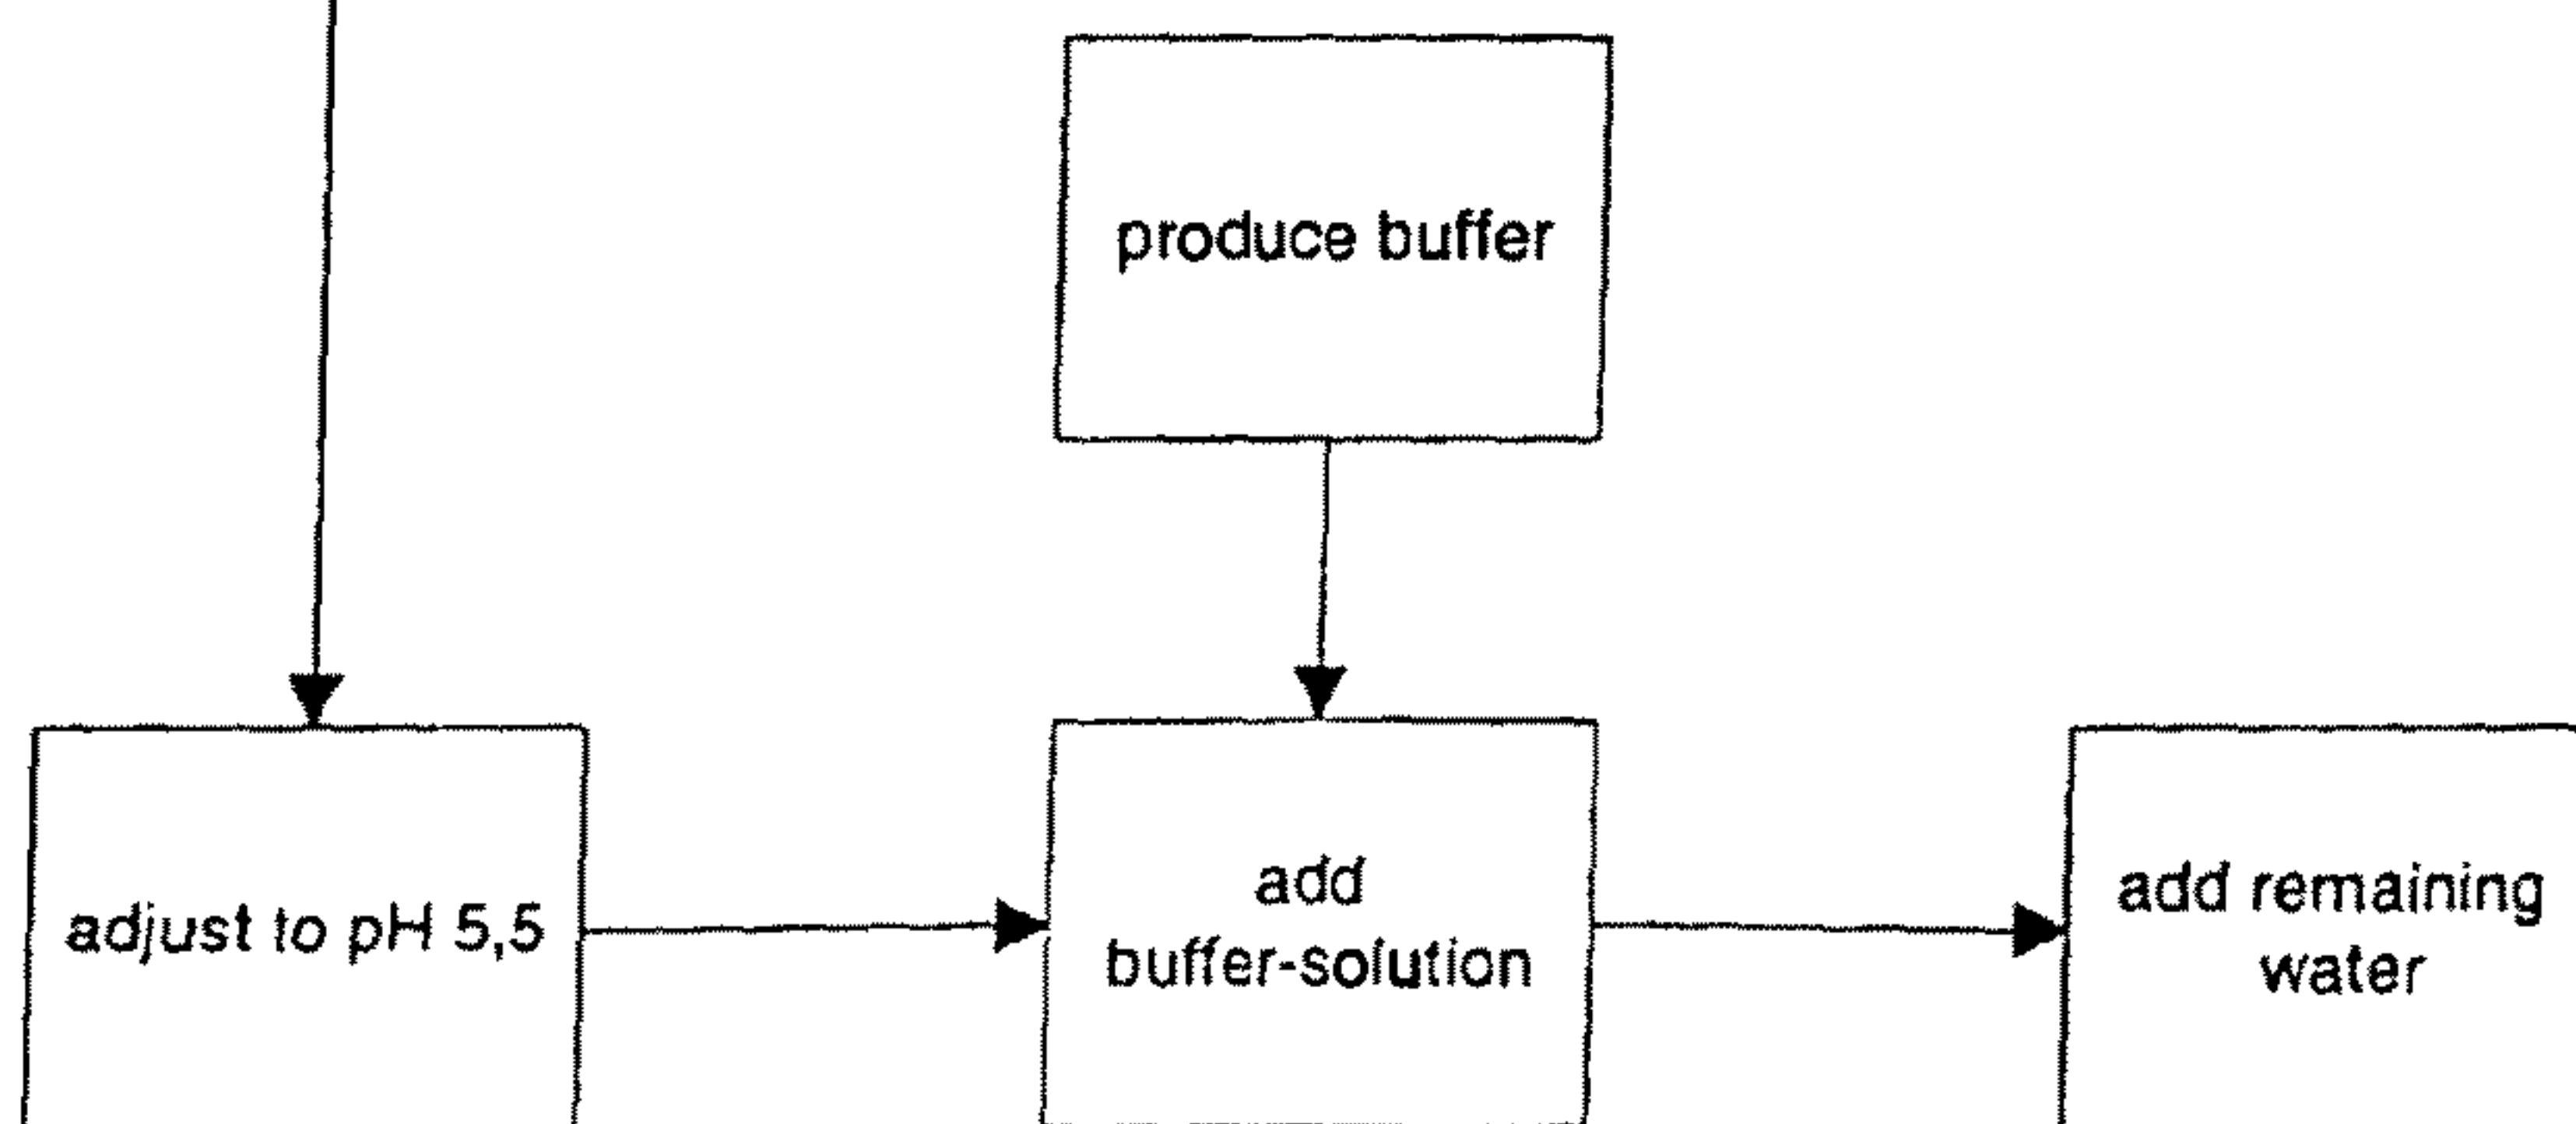 produce buffer
adjust to pH 5,5
add
buffer-solution
add remaining
water